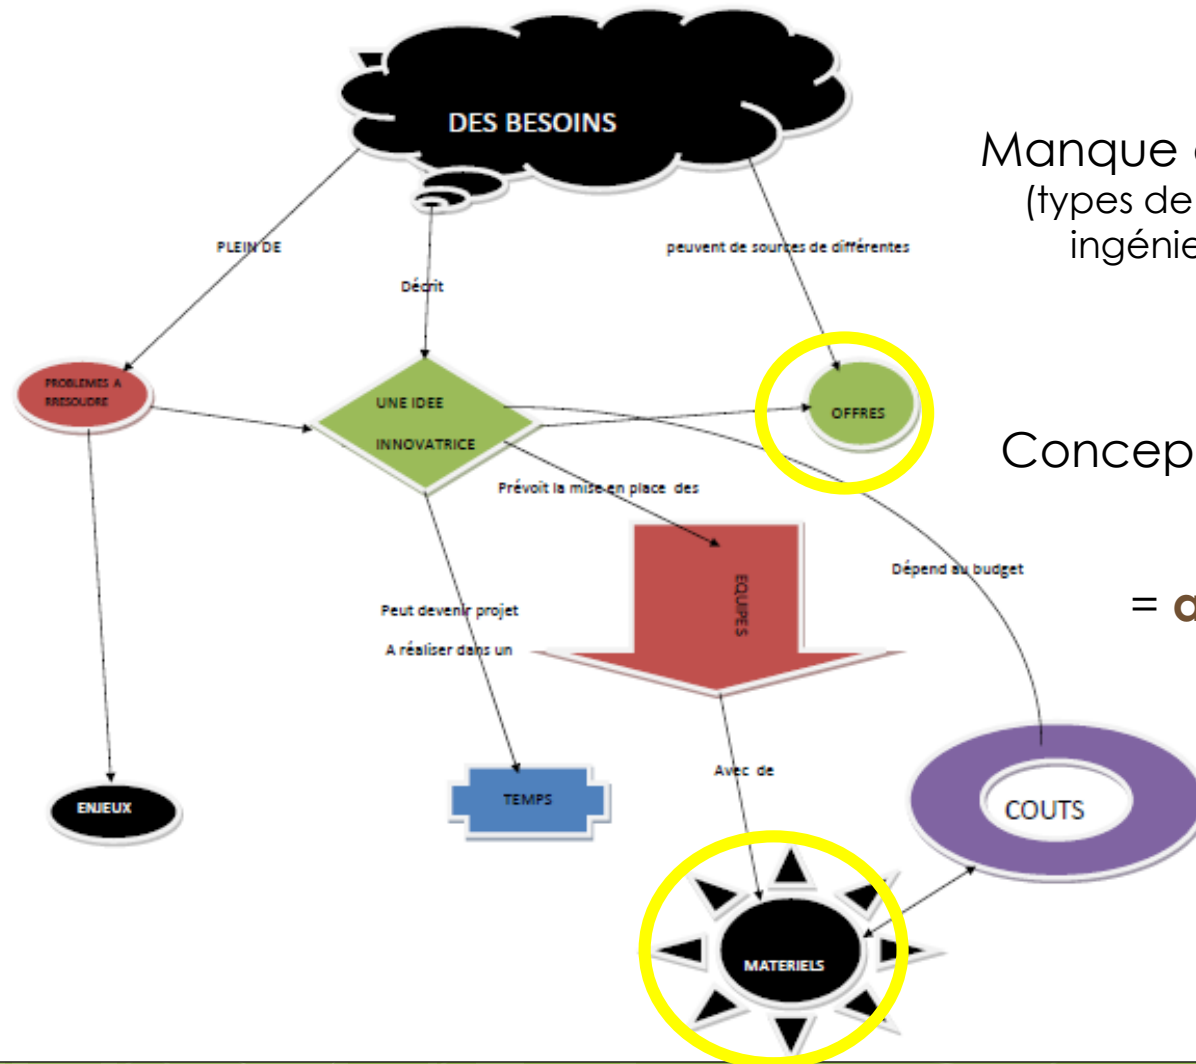 DES BESOINS
Manque
(types de
PLEIN DE
peuvent de sources de différentes
Décrit
PROBLEMES A
RRESOUDRE
UNE IDEE
INNOVATRICE
OFFRES
Concep
Prévoit la mise en place des
EQUIPES
Dépend au budget
= a
Peut devenir projet
A réaliser dans un
Avec de
ENJEUX
TEMPS
COUTS
MATERIELS
ingénie